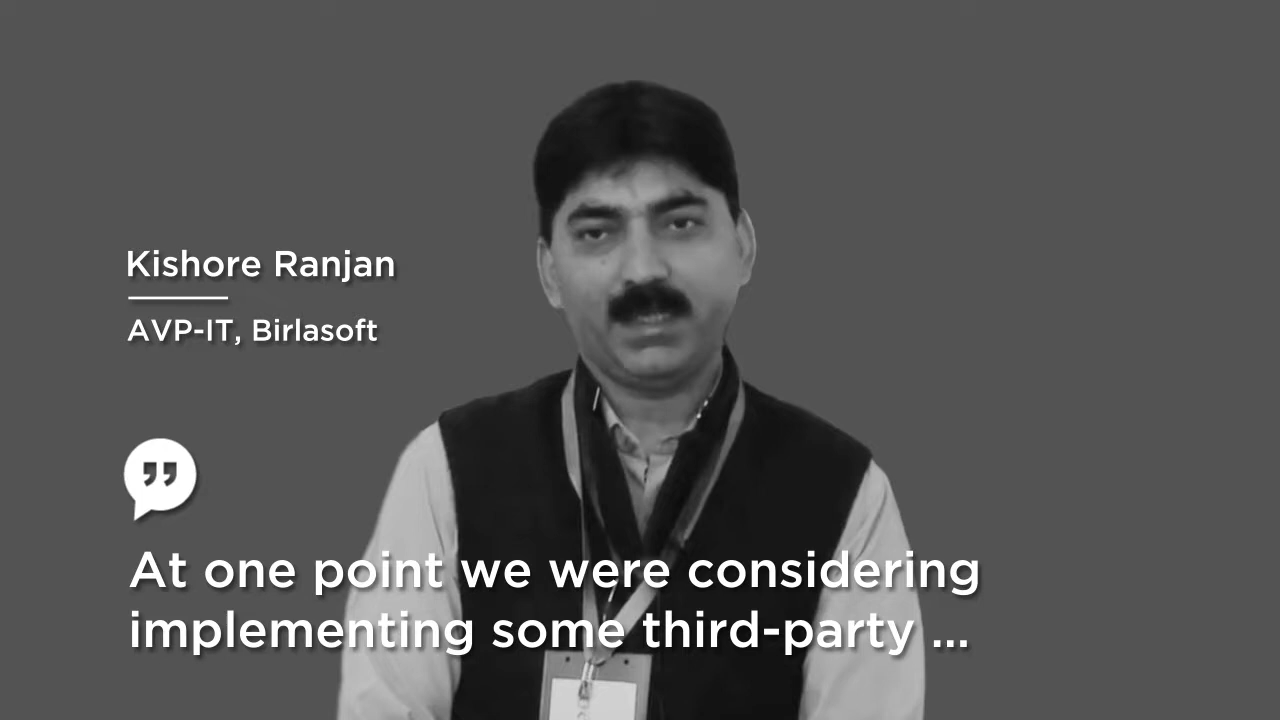 Kishore Ranjan
AVP-IT, Birlasoft
”
At one point we were considering
implementing some third-party ...